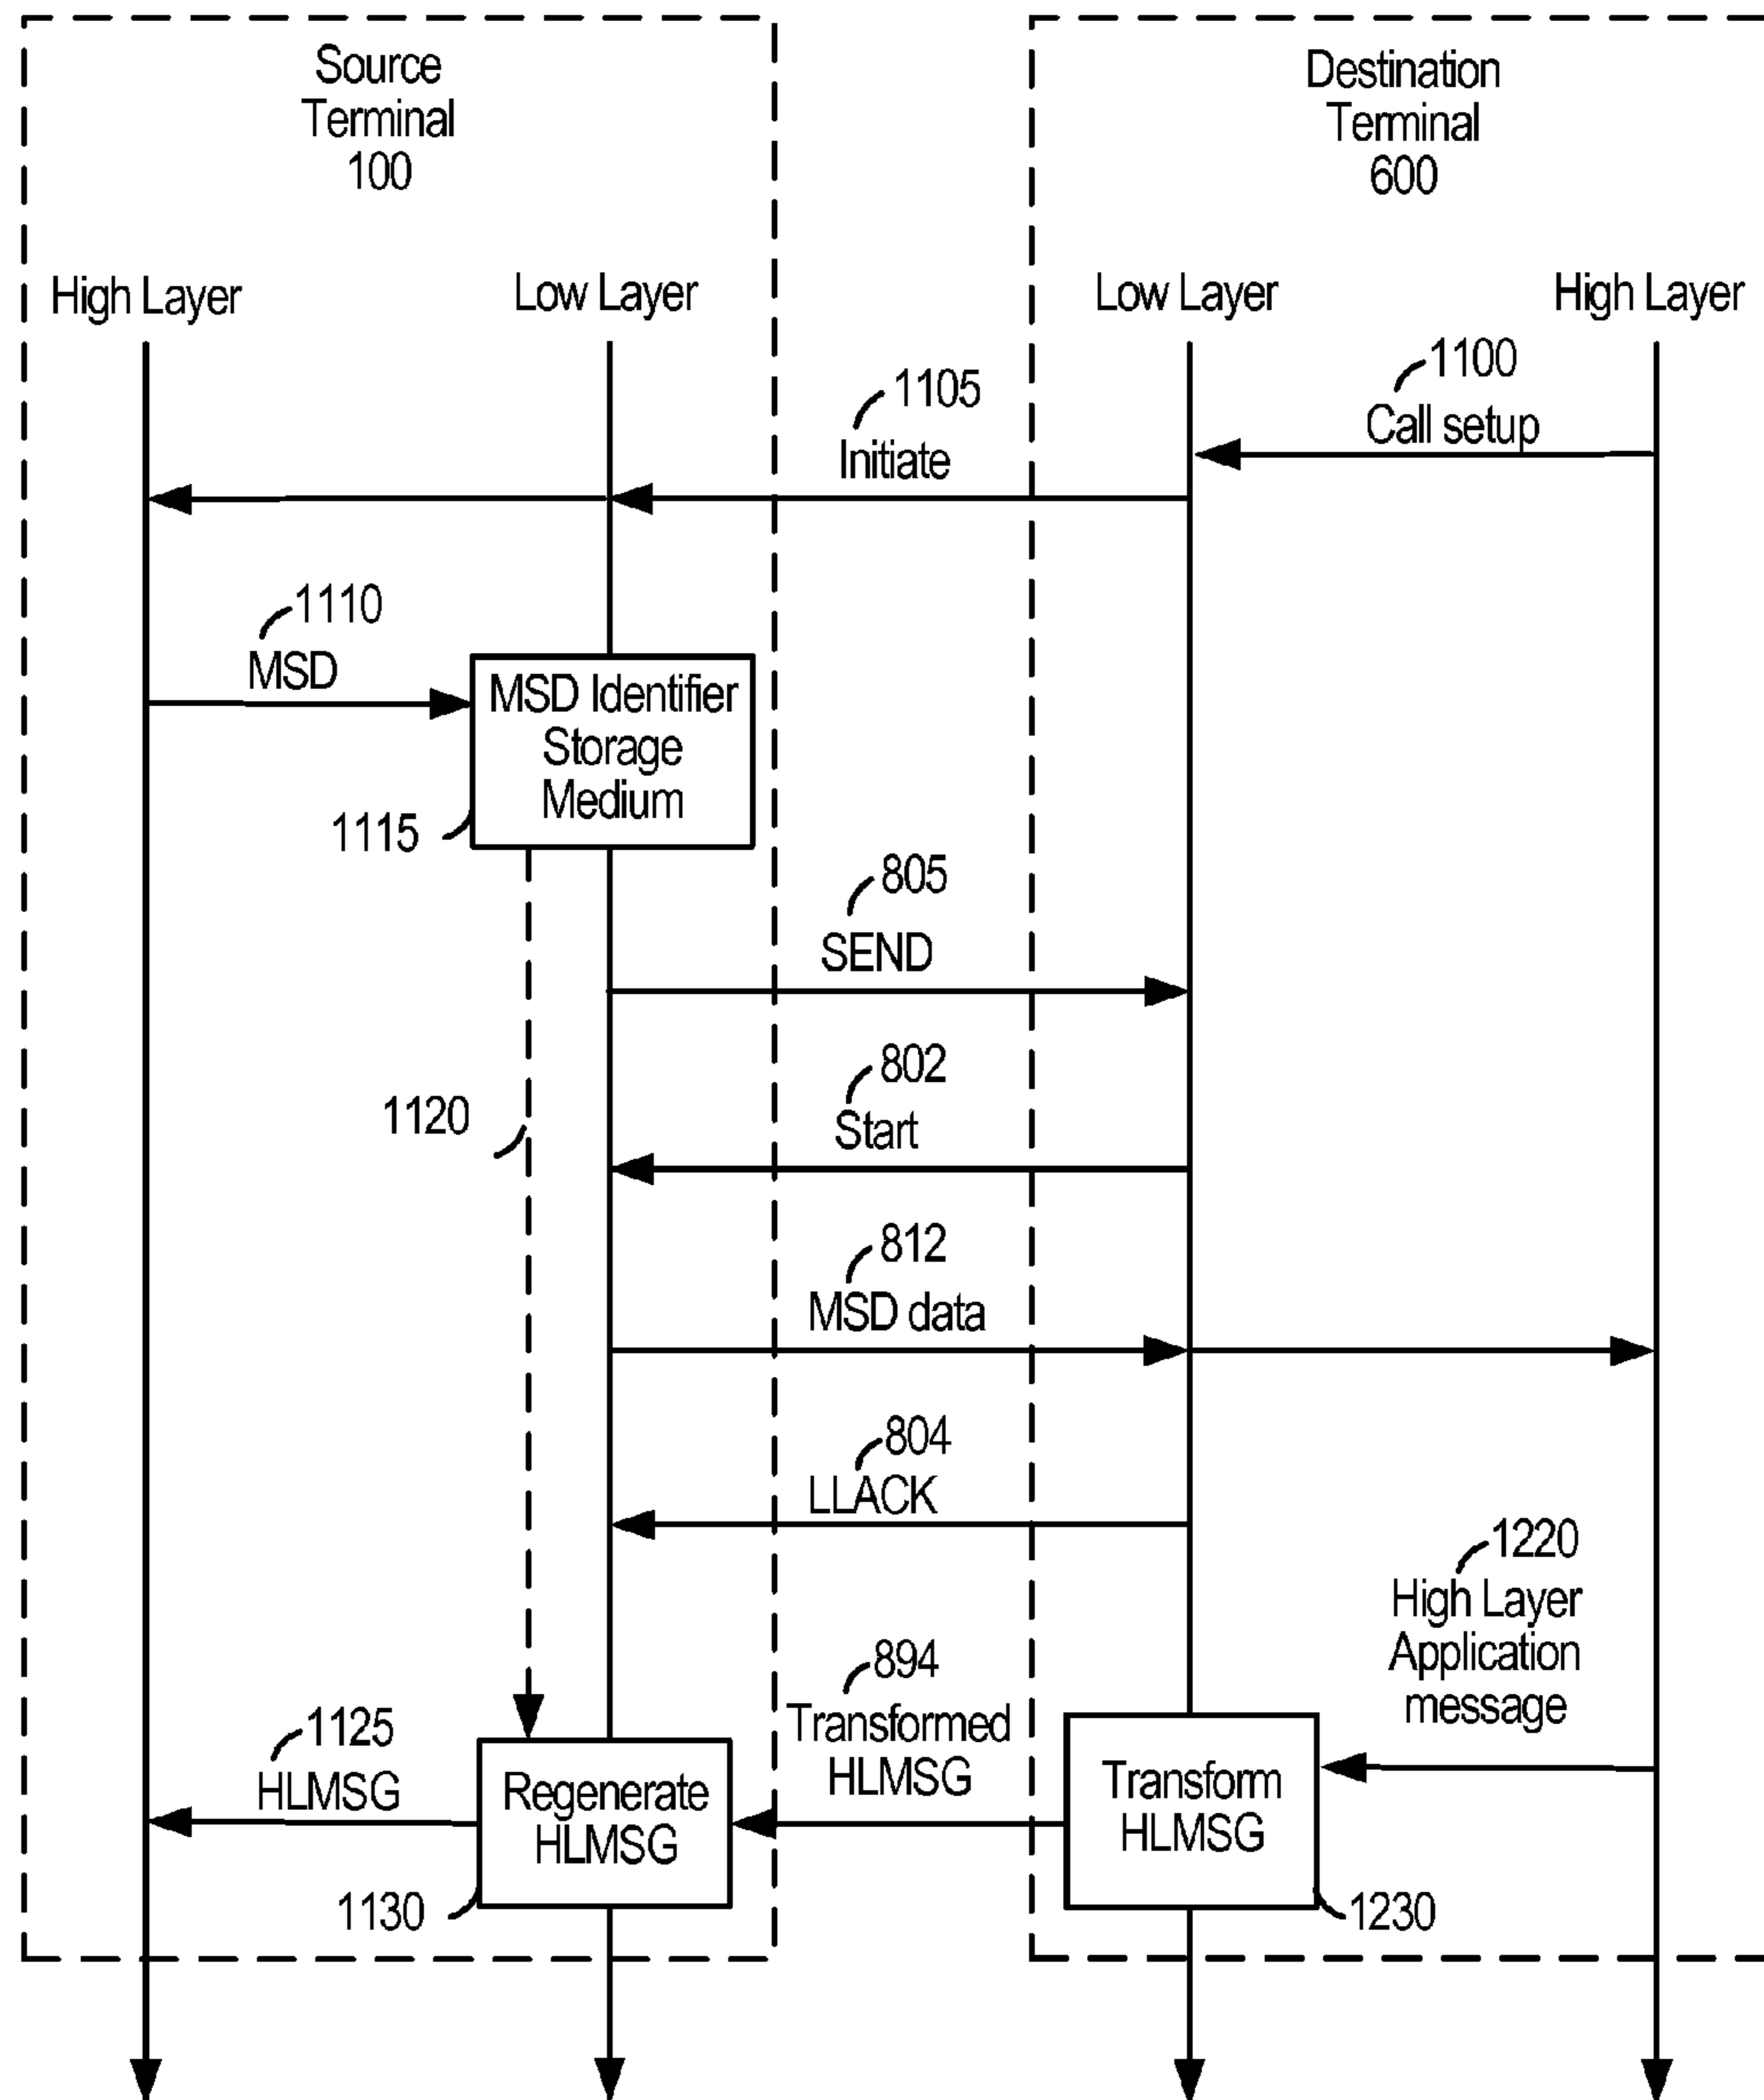 Source
Terminal
100
Destination
Terminal
600
High Layer
Low Layer
Low Layer
High Layer
1100
Call setup
1105
Initiate
1110
MSD
MSD Identifier
Storage
Medium
1115
805
SEND
802
Start
1120
812
MSD data
804
LLACK
1220
High Layer
Application
message
894
Transformed
HLMSG
1125
HLMSG
Regenerate
HLMSG
Transform
HLMSG
1130
1230